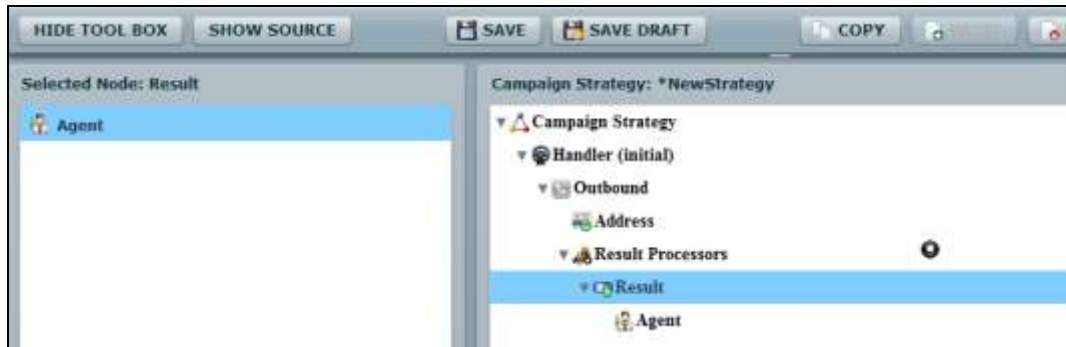 HIDE TOOL BOX SHOW SOURCE SAVE SAVE DRAFT COPY
Selected Node: Result
Agent
Campaign Strategy: *NewStrategy
Campaign Strategy
Handler (initial)
Outbound
Address
Result Processors
Result
Agent